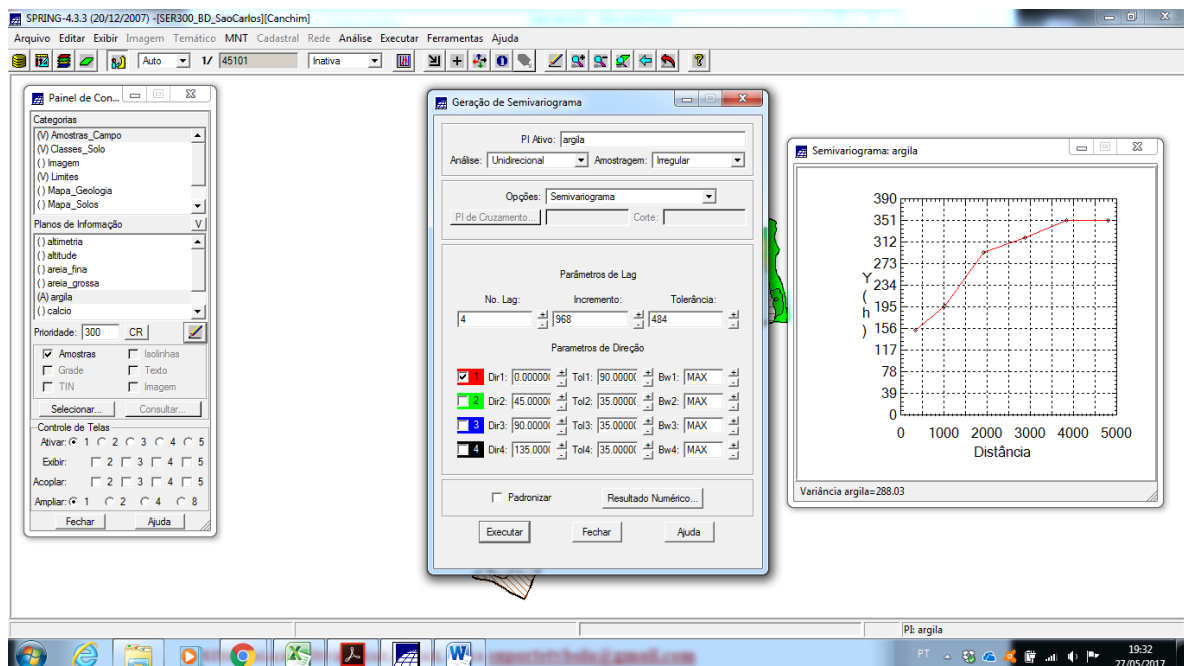 SPRING-4.3.3 (20/12/2007) -[SER300_BD_SaoCarlos][Canchim]
Arquivo Editar Exibir Imagem Temático MNT Cadastral Rede Análise Executar Ferramentas Ajuda
Auto 1/ 45101 Inativa
Painel de Con...
Categorias
(V) Amostras_Campo
(V) Classes_Solo
( ) Imagem
(V) Limites
( ) Mapa_Geologia
( ) Mapa_Solos
Planos de Informação V
( ) altimetria
( ) altitude
( ) areia_fina
( ) areia_grossa
(A) argila
( ) calcio
Prioridade: 300 CR
Amostras Isolinhas
Grade Texto
TIN Imagem
Selecionar... Consultar...
Controle de Telas
Ativar: 1 2 3 4 5
Exibir: 2 3 4 5
Acoplar: 2 3 4 5
Ampliar: 1 2 4 8
Fechar Ajuda
Geração de Semivariograma
PI Ativo: argila
Análise: Unidirecional Amostragem: Irregular
Opções: Semivariograma
PI de Cruzamento... Corte:
Parâmetros de Lag
No. Lag: Incremento: Tolerância:
4 968 484
Parametros de Direção
1 Dir1: 0.00000 Tol1: 90.0000 Bw1: MAX
2 Dir2: 45.0000 Tol2: 35.0000 Bw2: MAX
3 Dir3: 90.0000 Tol3: 35.0000 Bw3: MAX
4 Dir4: 135.000 Tol4: 35.0000 Bw4: MAX
Padronizar Resultado Numérico...
Executar Fechar Ajuda
Semivariograma: argila
390
351
312
273
234
195
156
117
78
39
0
Y(h)
0 1000 2000 3000 4000 5000
Distância
Variância argila=288.03
PI: argila
PT 19:32
27/05/2017